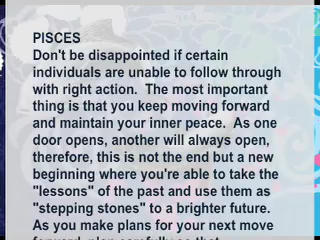 PISCES
Don't be disappointed if certain
individuals are unable to follow through
with right action.  The most important
thing is that you keep moving forward
and maintain your inner peace.  As one
door opens, another will always open,
therefore, this is not the end but a new
beginning where you're able to take the
"lessons" of the past and use them as
"stepping stones" to a brighter future.
As you make plans for your next move
forward, plan carefully so that